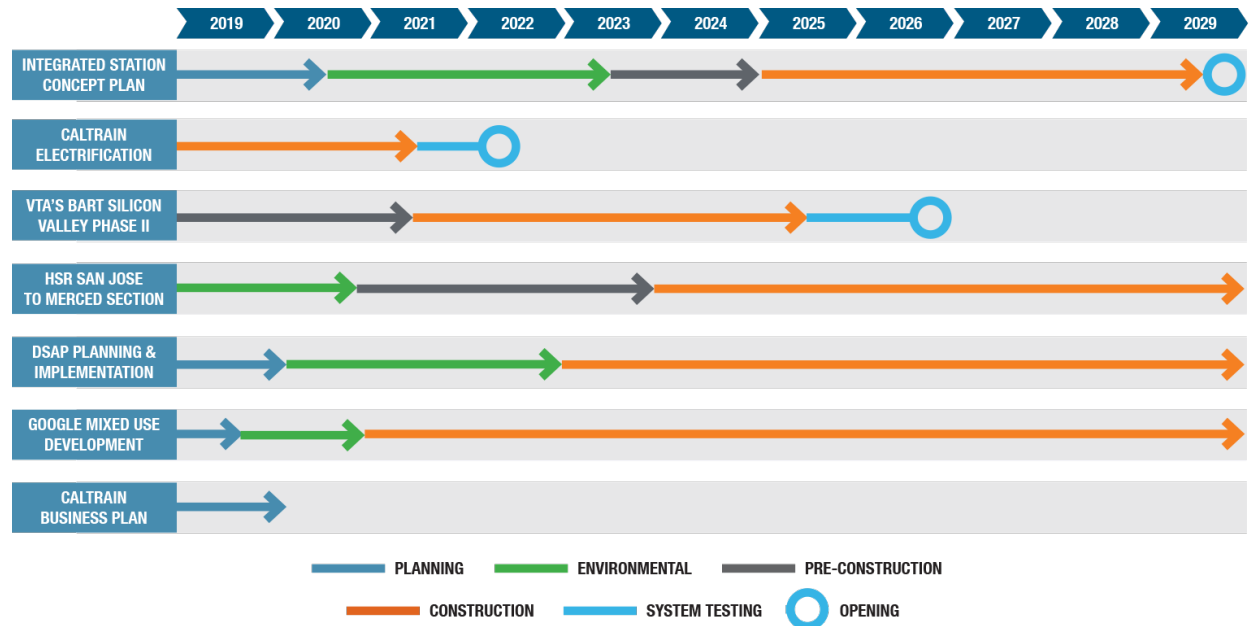 2019 2020 2021 2022 2023 2024 2025 2026 2027 2028 2029
INTEGRATED STATION
CONCEPT PLAN
CALTRAIN
ELECTRIFICATION
VTA'S BART SILICON
VALLEY PHASE II
HSR SAN JOSE
TO MERCED SECTION
DSAP PLANNING &
IMPLEMENTATION
GOOGLE MIXED USE
DEVELOPMENT
CALTRAIN
BUSINESS PLAN
PLANNING ENVIRONMENTAL PRE-CONSTRUCTION
CONSTRUCTION SYSTEM TESTING OPENING